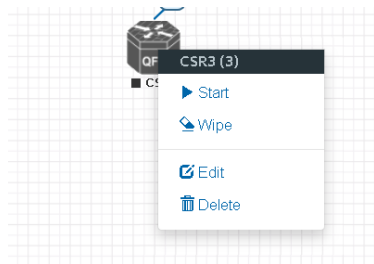 QF
CSR3 (3)
CS
Start
Wipe
Edit
Delete